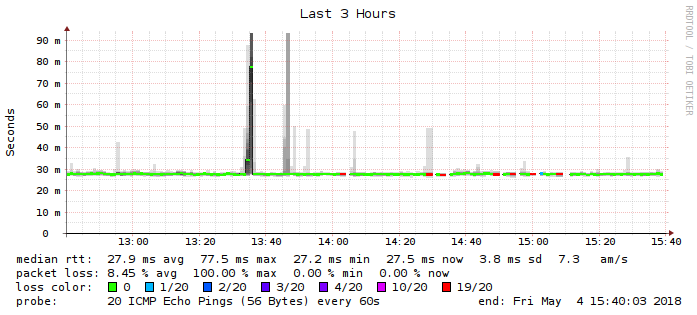 Last 3 Hours
RRDTOOL / TOBI OETIKER
Seconds
90 m
80 m
70 m
60 m
50 m
40 m
30 m
20 m
10 m
0
13:00 13:20 13:40 14:00 14:20 14:40 15:00 15:20 15:40
median rtt: 27.9 ms avg 77.5 ms max 27.2 ms min 27.5 ms now 3.8 ms sd 7.3 am/s
packet loss: 8.45 % avg 100.00 % max 0.00 % min 0.00 % now
loss color: 0 1/20 2/20 3/20 4/20 10/20 19/20
probe: 20 ICMP Echo Pings (56 Bytes) every 60s end: Fri May 4 15:40:03 2018